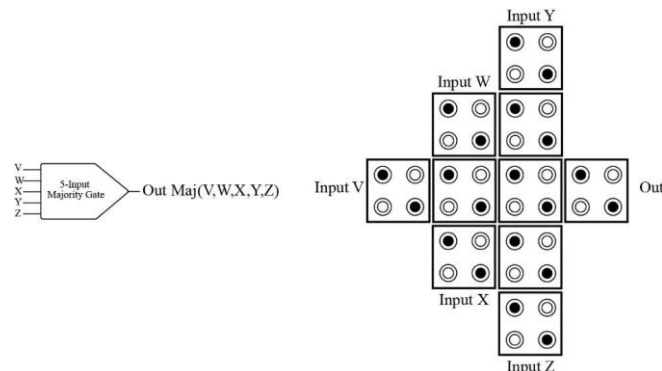 Input Y
Input W
V
W
X
Y
Z
5-Input
Majority Gate
Out Maj(V,W,X,Y,Z)
Input V
Out
Input X
Input Z